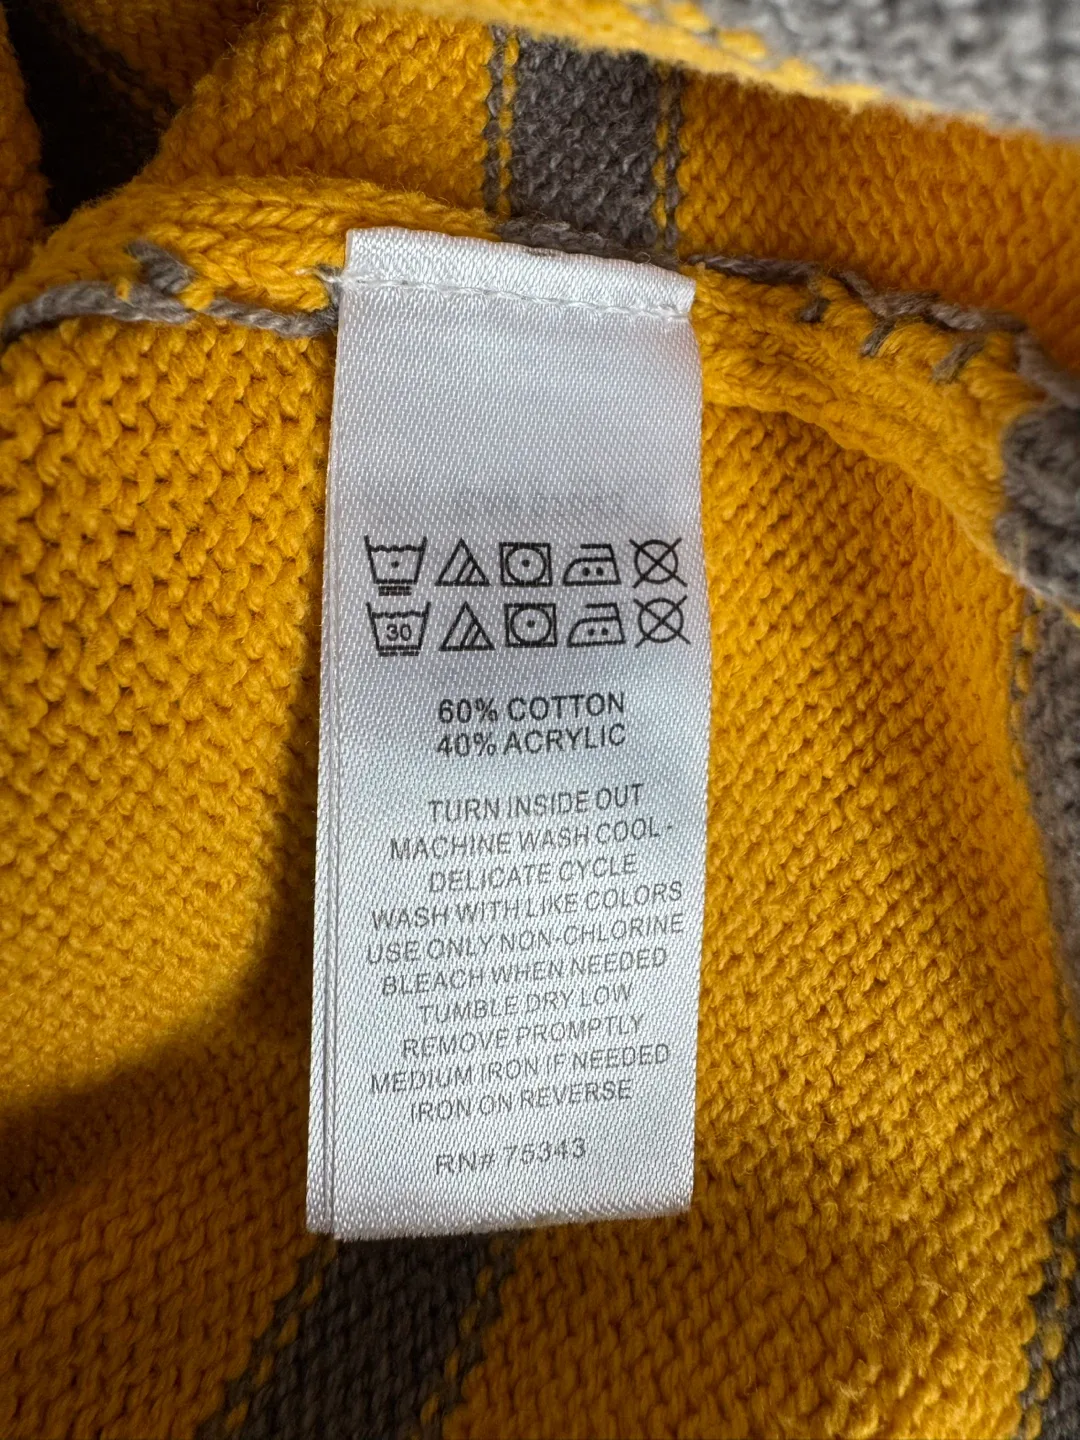 30
60% COTTON
40% ACRYLIC
TURN INSIDE OUT
MACHINE WASH COOL -
DELICATE CYCLE
WASH WITH LIKE COLORS
USE ONLY NON-CHLORINE
BLEACH WHEN NEEDED
TUMBLE DRY LOW
REMOVE PROMPTLY
MEDIUM IRON IF NEEDED
IRON ON REVERSE
RN# 75343